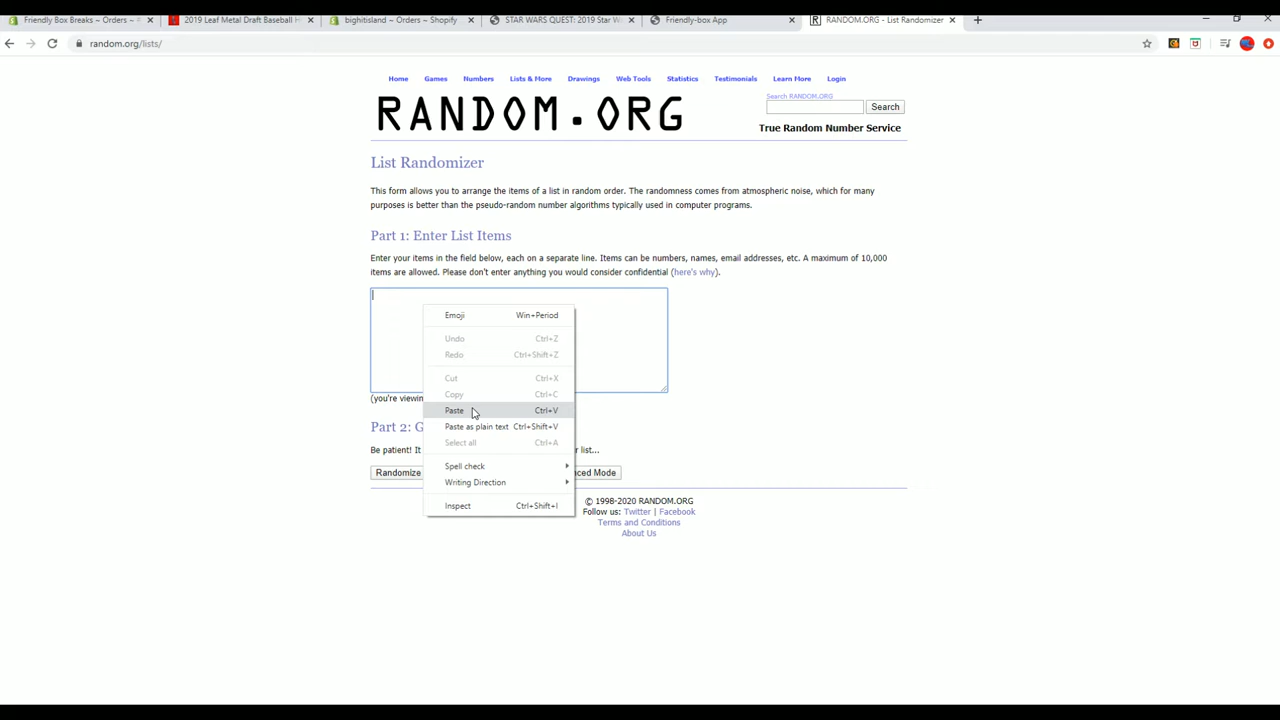 Friendly Box Breaks ~ Orders ~ 2019 Leaf Metal Draft Baseball H bighitisland ~ Orders ~ Shopify STAR WARS QUEST: 2019 Star W Friendly-box App RANDOM.ORG - List Randomizer
random.org/lists/
Home Games Numbers Lists & More Drawings Web Tools Statistics Testimonials Learn More Login
Search RANDOM.ORG
RANDOM.ORG
Search
True Random Number Service
List Randomizer
This form allows you to arrange the items of a list in random order. The randomness comes from atmospheric noise, which for many
purposes is better than the pseudo-random number algorithms typically used in computer programs.
Part 1: Enter List Items
Enter your items in the field below, each on a separate line. Items can be numbers, names, email addresses, etc. A maximum of 10,000
items are allowed. Please don't enter anything you would consider confidential (here's why).
Emoji Win+Period
Undo Ctrl+Z
Redo Ctrl+Shift+Z
Cut Ctrl+X
Copy Ctrl+C
Paste Ctrl+V
Paste as plain text Ctrl+Shift+V
Select all Ctrl+A
Spell check
Writing Direction
Inspect Ctrl+Shift+I
(you're viewin
Part 2: G
Be patient! It r list...
Randomize ced Mode
© 1998-2020 RANDOM.ORG
Follow us: Twitter | Facebook
Terms and Conditions
About Us